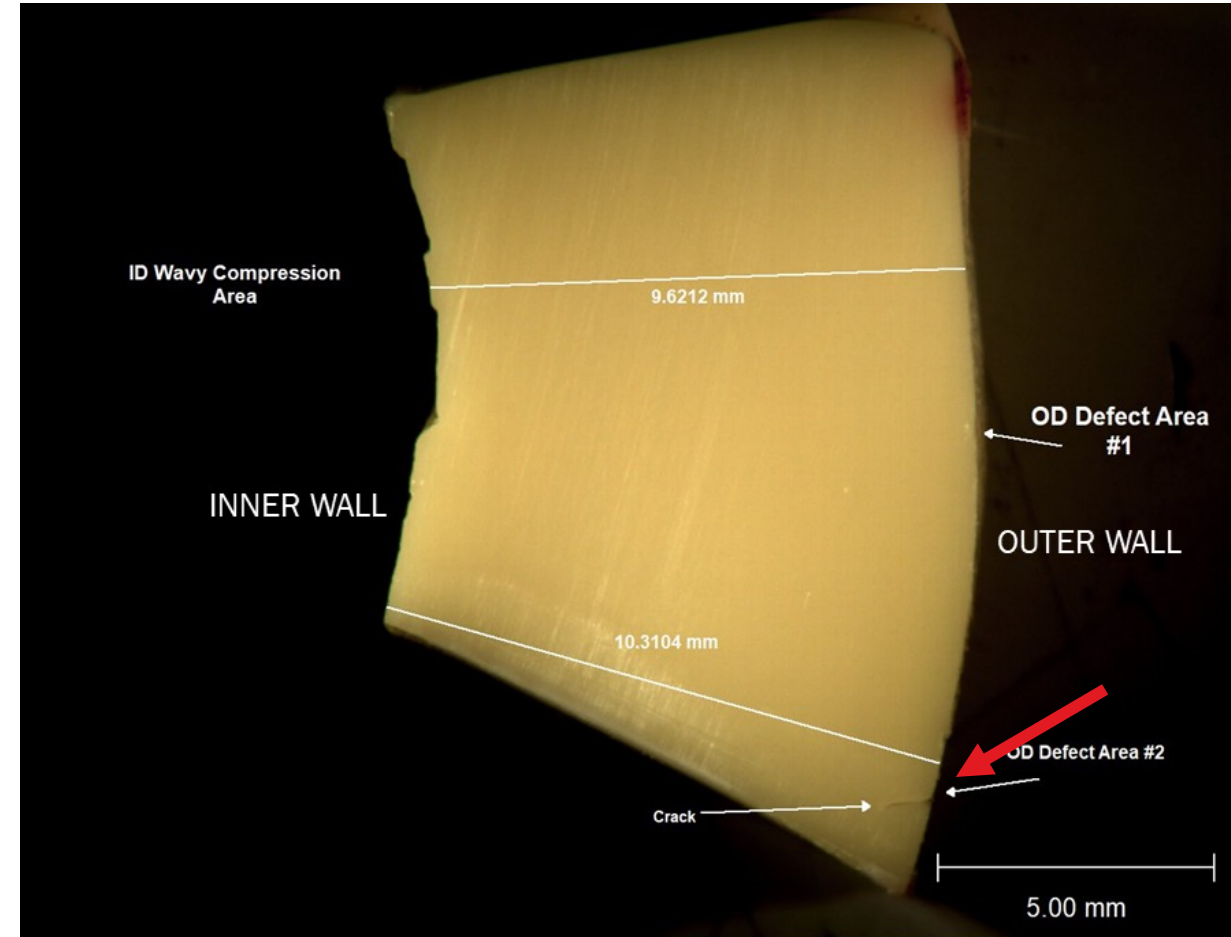 ID Wavy Compression
Area
9.6212 mm
OD Defect Area
#1
INNER WALL
OUTER WALL
10.3104 mm
OD Defect Area #2
Crack
5.00 mm